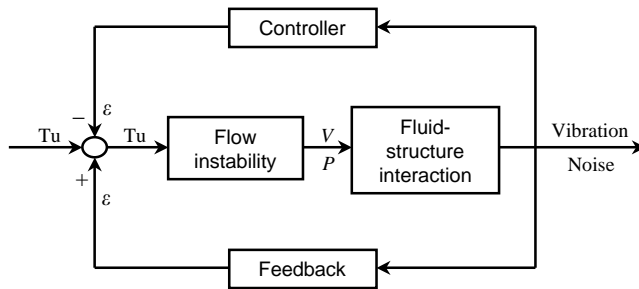 Controller
− ε
Tu
Tu
Flow
instability
V
P
Fluid-
structure
interaction
Vibration
Noise
+
ε
Feedback